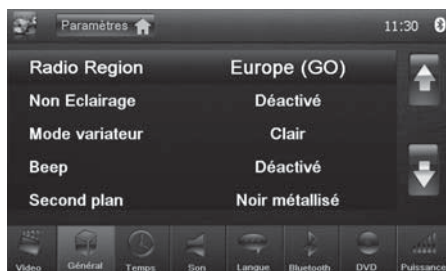 Paramètres 11:30
Radio Region Europe (GO)
Non Eclairage Déactivé
Mode variateur Clair
Beep Déactivé
Second plan Noir métallisé
Video Général Temps Son Langue Bluetooth DVD Puissance